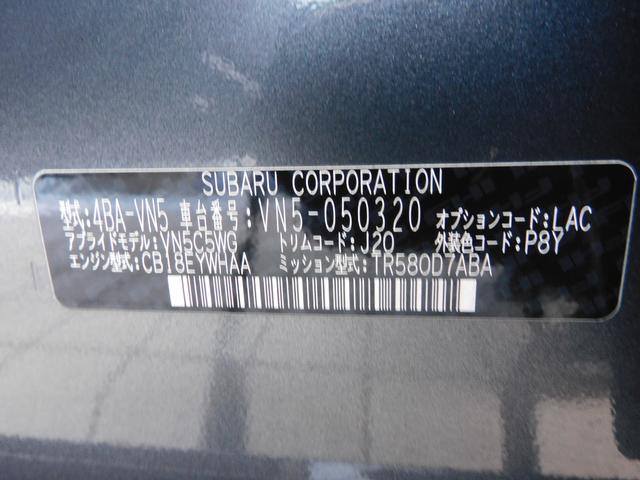 SUBARU CORPORATION
型式:4BA-VN5 車台番号:VN5-050320 オプションコード:LAC
アプライドモデル:VN5C5WG トリムコード:J20 外装色コード:P8Y
エンジン型式:CB18EYWHAA ミッション型式:TR580D7ABA